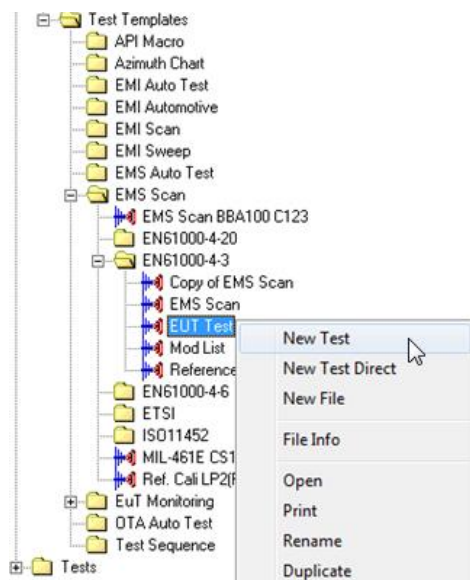 Test Templates
API Macro
Azimuth Chart
EMI Auto Test
EMI Automotive
EMI Scan
EMI Sweep
EMS Auto Test
EMS Scan
EMS Scan BBA100 C123
EN61000-4-20
EN61000-4-3
Copy of EMS Scan
EMS Scan
EUT Test
Mod List
Reference
EN61000-4-6
ETSI
ISO11452
MIL-461E CS1
Ref. Cali LP2(F
EuT Monitoring
OTA Auto Test
Test Sequence
Tests
New Test
New Test Direct
New File
File Info
Open
Print
Rename
Duplicate